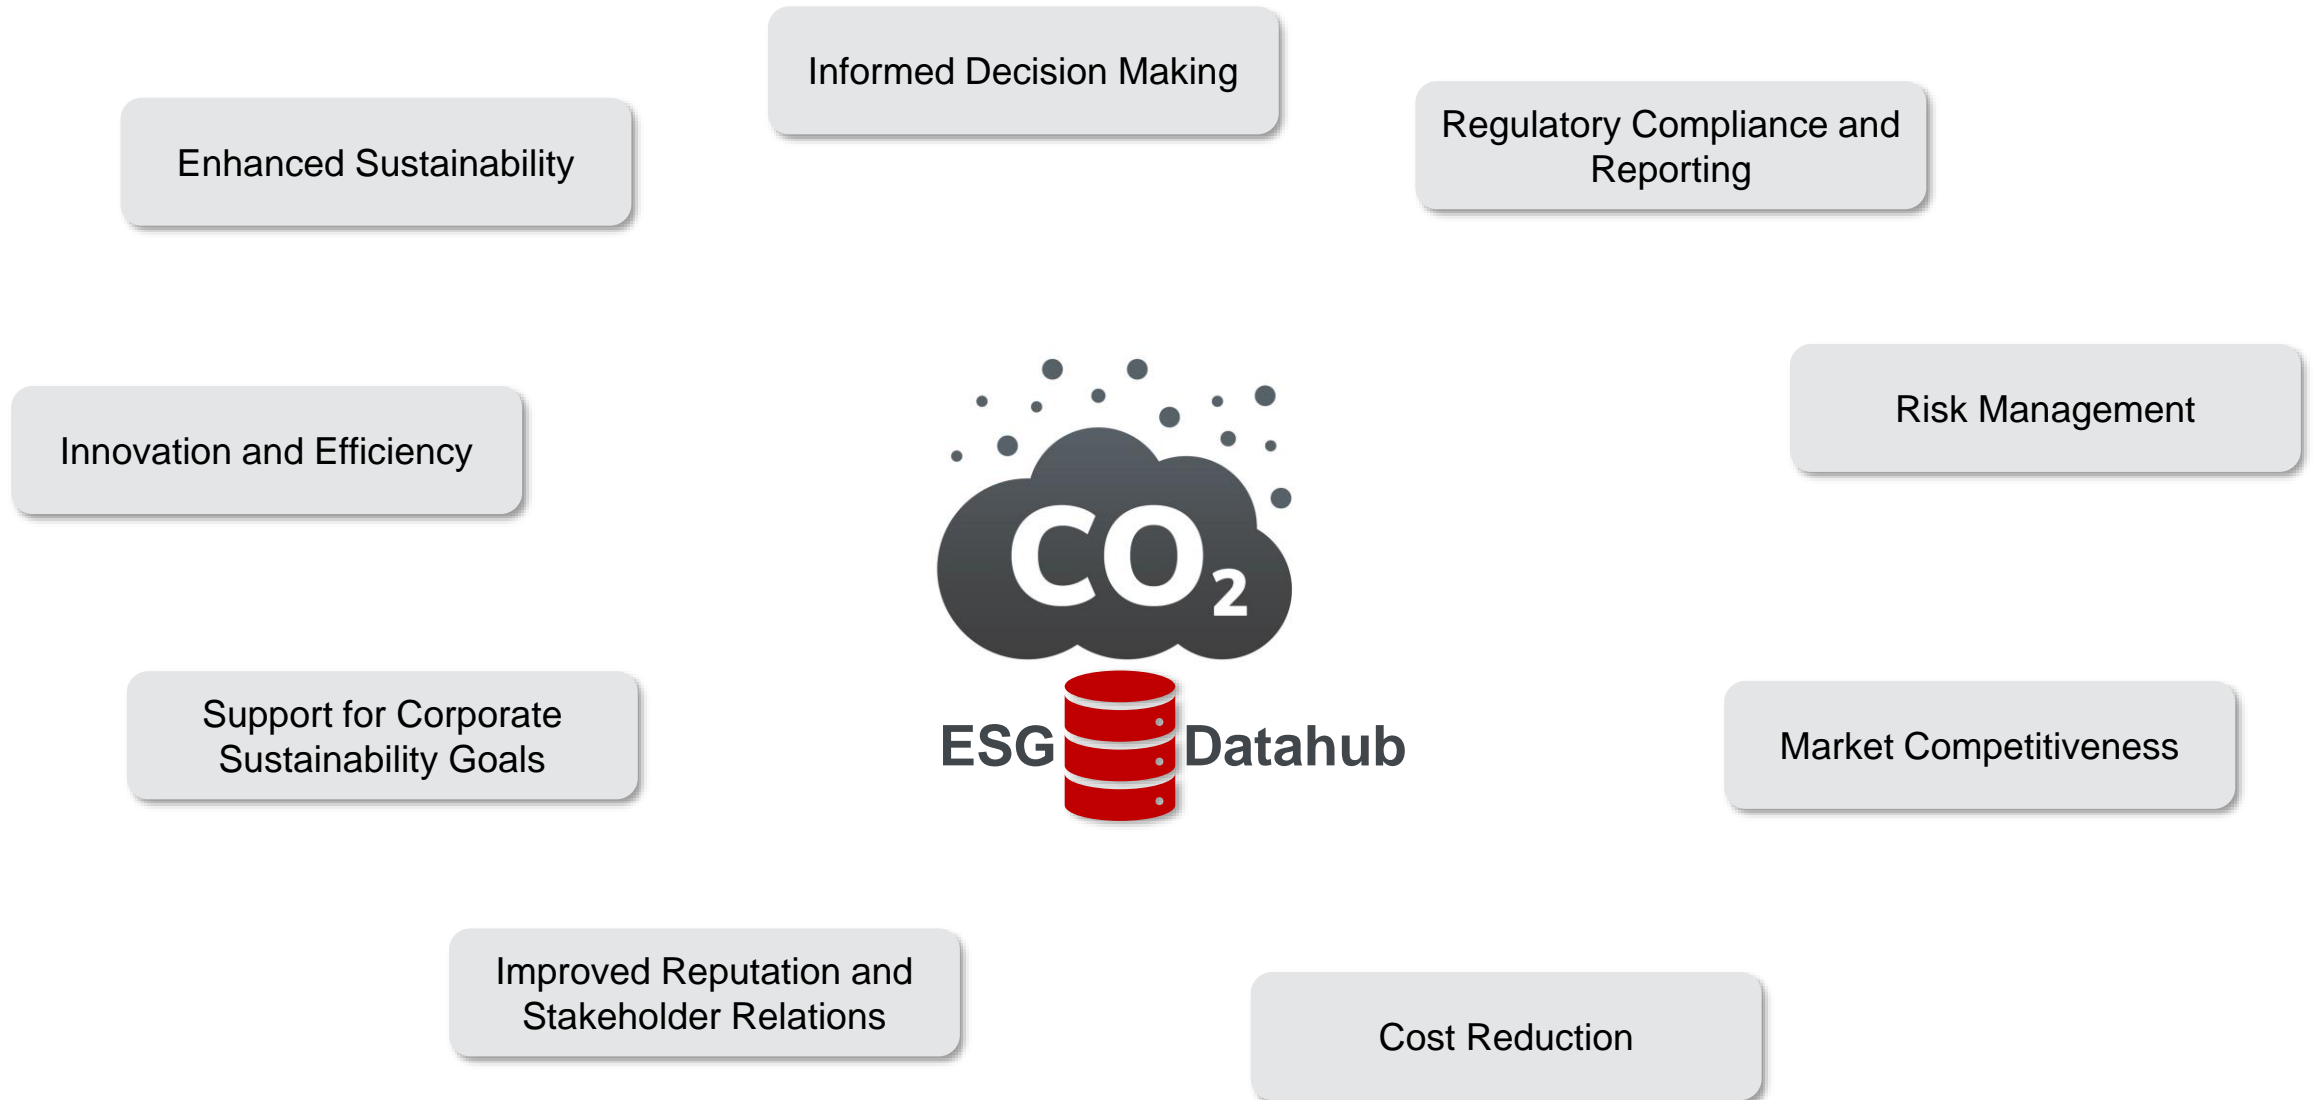 Informed Decision Making
Enhanced Sustainability
Regulatory Compliance and
Reporting
Innovation and Efficiency
Risk Management
CO₂
Support for Corporate
Sustainability Goals
ESG Datahub
Market Competitiveness
Improved Reputation and
Stakeholder Relations
Cost Reduction